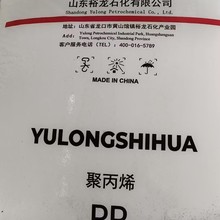 山东裕龙石化有限公司
Shandong Yulong Petrochemical Co., Ltd.
地址：山东省龙口市黄山馆镇裕龙石化产业园
Add: Yulong Petrochemical Industrial Park, Huangshanguan
Town, Longkou City, Shandong Province.
客户服务电话（TEL）：400-016-5789
MADE IN CHINA
YULONGSHIHUA
聚丙烯
PP